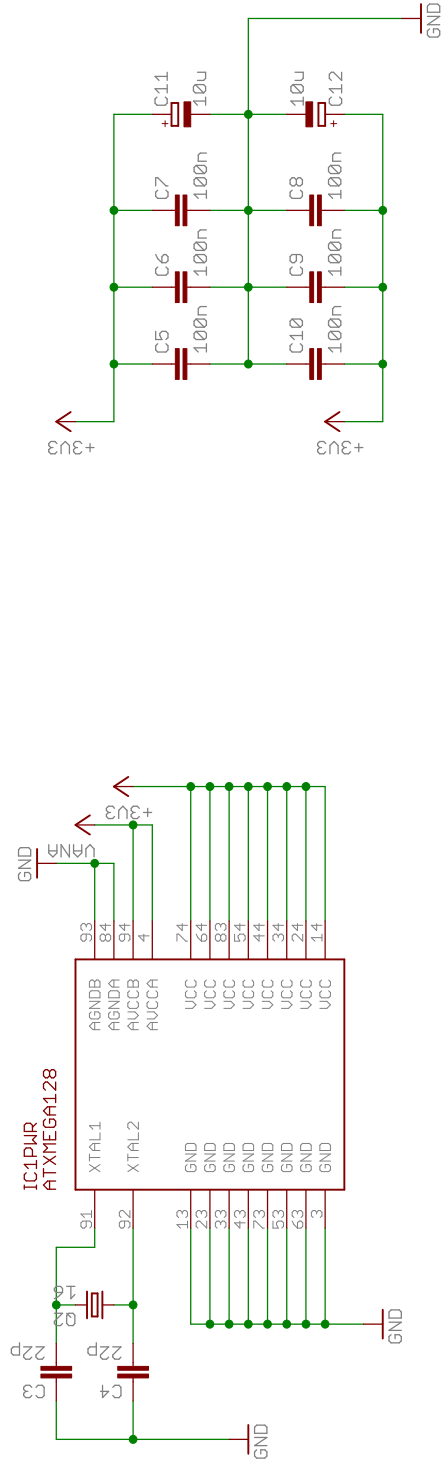 GND
C11
10u
10u
C12
C7
100n
C8
100n
C6
100n
C9
100n
C5
100n
C10
100n
+3V3
+3V3
+3V3
VANA
GND
93
84
94
4
74
64
83
54
44
34
24
14
AGNDB
AGNDA
AVCCB
AVCCA
VCC
VCC
VCC
VCC
VCC
VCC
VCC
VCC
IC1PWR
ATXMEGA128
XTAL1
XTAL2
GND
GND
GND
GND
GND
GND
GND
GND
91
92
13
23
33
43
73
53
63
3
16
Q2
22p
22p
C3
C4
GND
GND